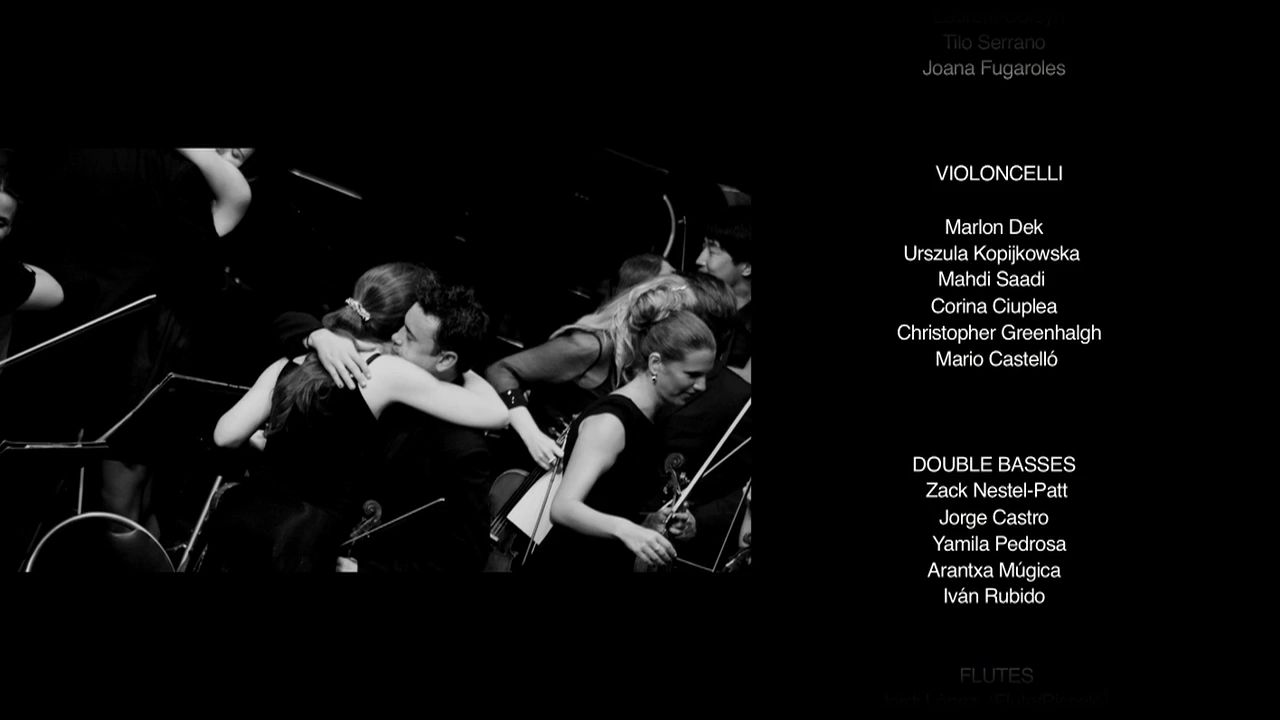 Tilo Serrano
Joana Fugaroles
VIOLONCELLI
Marlon Dek
Urszula Kopijkowska
Mahdi Saadi
Corina Ciuplea
Christopher Greenhalgh
Mario Castelló
DOUBLE BASSES
Zack Nestel-Patt
Jorge Castro
Yamila Pedrosa
Arantxa Múgica
Iván Rubido
FLUTES